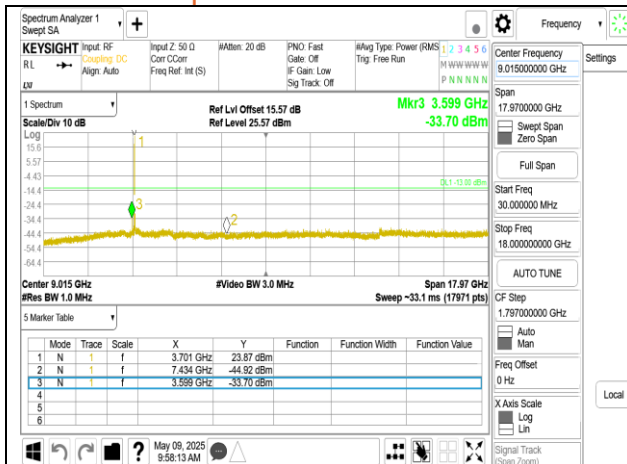 Spectrum Analyzer 1
Swept SA
Frequency
KEYSIGHT
Input: RF
Coupling: DC
Align: Auto
Input Z: 50 Ω
Corr CCorr
Freq Ref: Int (S)
#Atten: 20 dB
PNO: Fast
Gate: Off
IF Gain: Low
Sig Track: Off
#Avg Type: Power (RMS
Trig: Free Run
1 2 3 4 5 6
M W W W W W
P N N N N N
RL
LXI
Center Frequency
9.015000000 GHz
Settings
1 Spectrum
Scale/Div 10 dB
Ref Lvl Offset 15.57 dB
Ref Level 25.57 dBm
Mkr3 3.599 GHz
-33.70 dBm
Span
17.9700000 GHz
Swept Span
Zero Span
Full Span
Start Freq
30.000000 MHz
Stop Freq
18.000000000 GHz
AUTO TUNE
CF Step
1.797000000 GHz
Auto
Man
Freq Offset
0 Hz
X Axis Scale
Log
Lin
Signal Track
(Span Zoom)
Local
Log
15.6
5.57
-4.43
-14.4
-24.4
-34.4
-44.4
-54.4
-64.4
1
2
3
DL1 -13.00 dBm
Center 9.015 GHz
#Res BW 1.0 MHz
#Video BW 3.0 MHz
Span 17.97 GHz
Sweep ~33.1 ms (17971 pts)
5 Marker Table
Mode Trace Scale X Y Function Function Width Function Value
1 N 1 f 3.701 GHz 23.87 dBm
2 N 1 f 7.434 GHz -44.92 dBm
3 N 1 f 3.599 GHz -33.70 dBm
4
5
6
?
May 09, 2025
9:58:13 AM